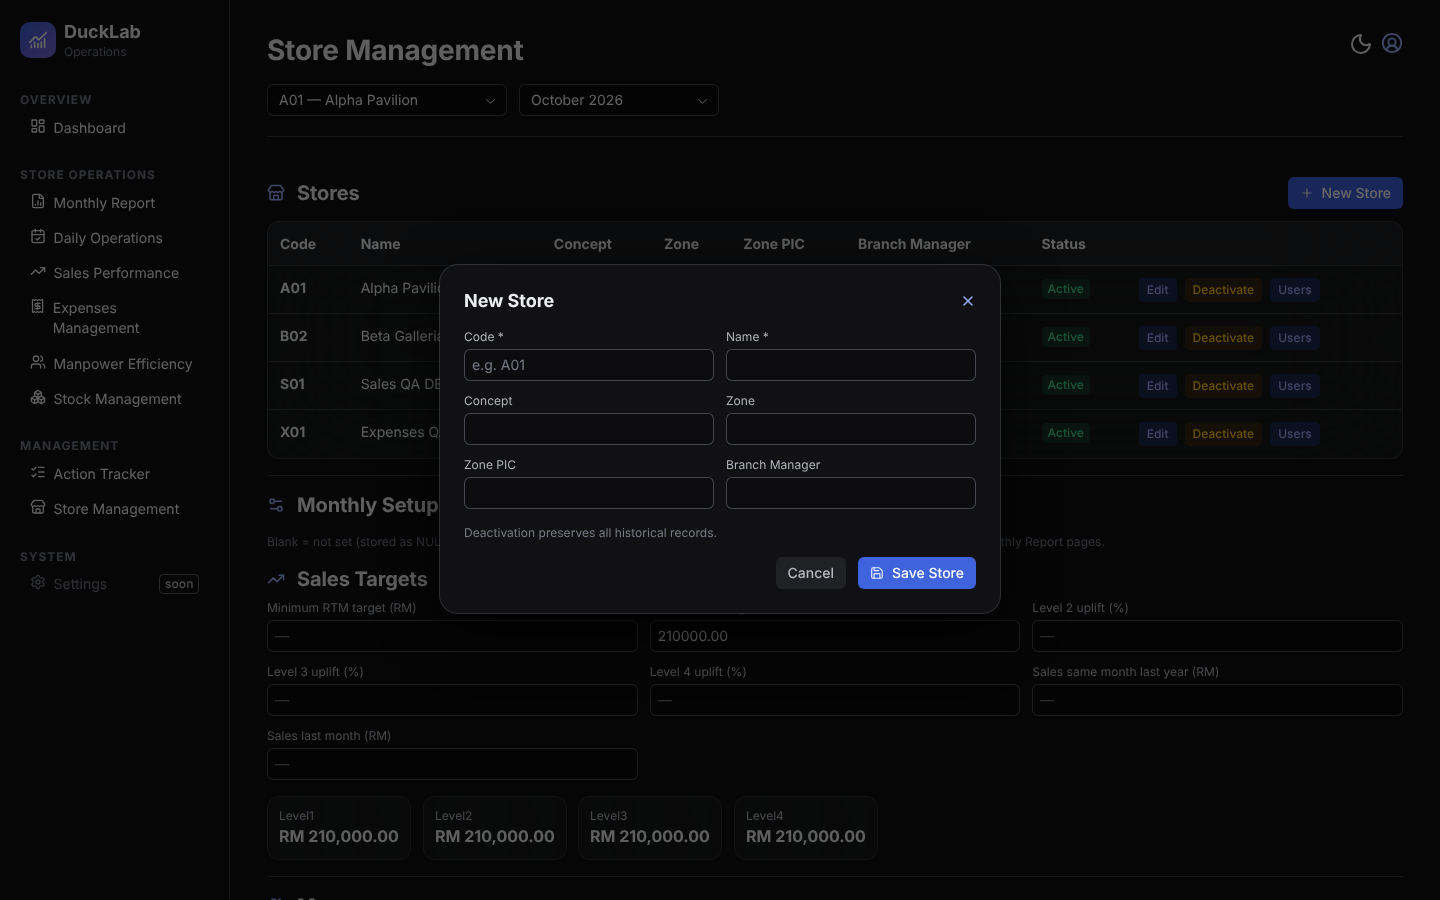 DuckLab
Operations
OVERVIEW
Dashboard
STORE OPERATIONS
Monthly Report
Daily Operations
Sales Performance
Expenses
Management
Manpower Efficiency
Stock Management
MANAGEMENT
Action Tracker
Store Management
SYSTEM
Settings soon
Store Management
A01 — Alpha Pavilion October 2026
Stores + New Store
Code Name Concept Zone Zone PIC Branch Manager Status
A01 Alpha Active Edit Deactivate Users
B02 Beta Active Edit Deactivate Users
S01 Sales QA Active Edit Deactivate Users
X01 Expenses Active Edit Deactivate Users
New Store
Code * Name *
e.g. A01
Concept Zone
Zone PIC Branch Manager
Deactivation preserves all historical records.
Cancel Save Store
Monthly Setup
Blank = not set (stored as Report pages.
Sales Targets
Minimum RTM target (RM) Level 2 uplift (%)
— 210000.00 —
Level 3 uplift (%) Level 4 uplift (%) Sales same month last year (RM)
— — —
Sales last month (RM)
—
Level1 Level2 Level3 Level4
RM 210,000.00 RM 210,000.00 RM 210,000.00 RM 210,000.00